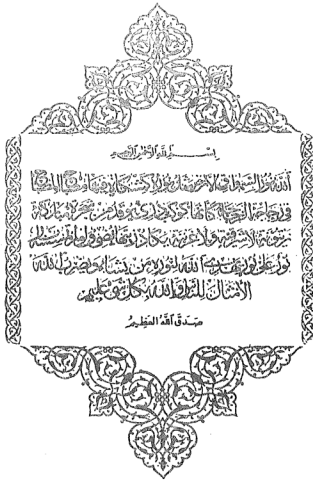 بسم الله الرحمن الرحيم
الله نور السموات والأرض مثل نوره كمشكاة فيها مصباح المصباح
في زجاجة الزجاجة كأنها كوكب دري يوقد من شجرة مباركة
زيتونة لا شرقية ولا غربية يكاد زيتها يضيء ولو لم تمسسه نار
نور على نور يهدي الله لنوره من يشاء ويضرب الله
الأمثال للناس والله بكل شيء عليم
صدق الله العظيم